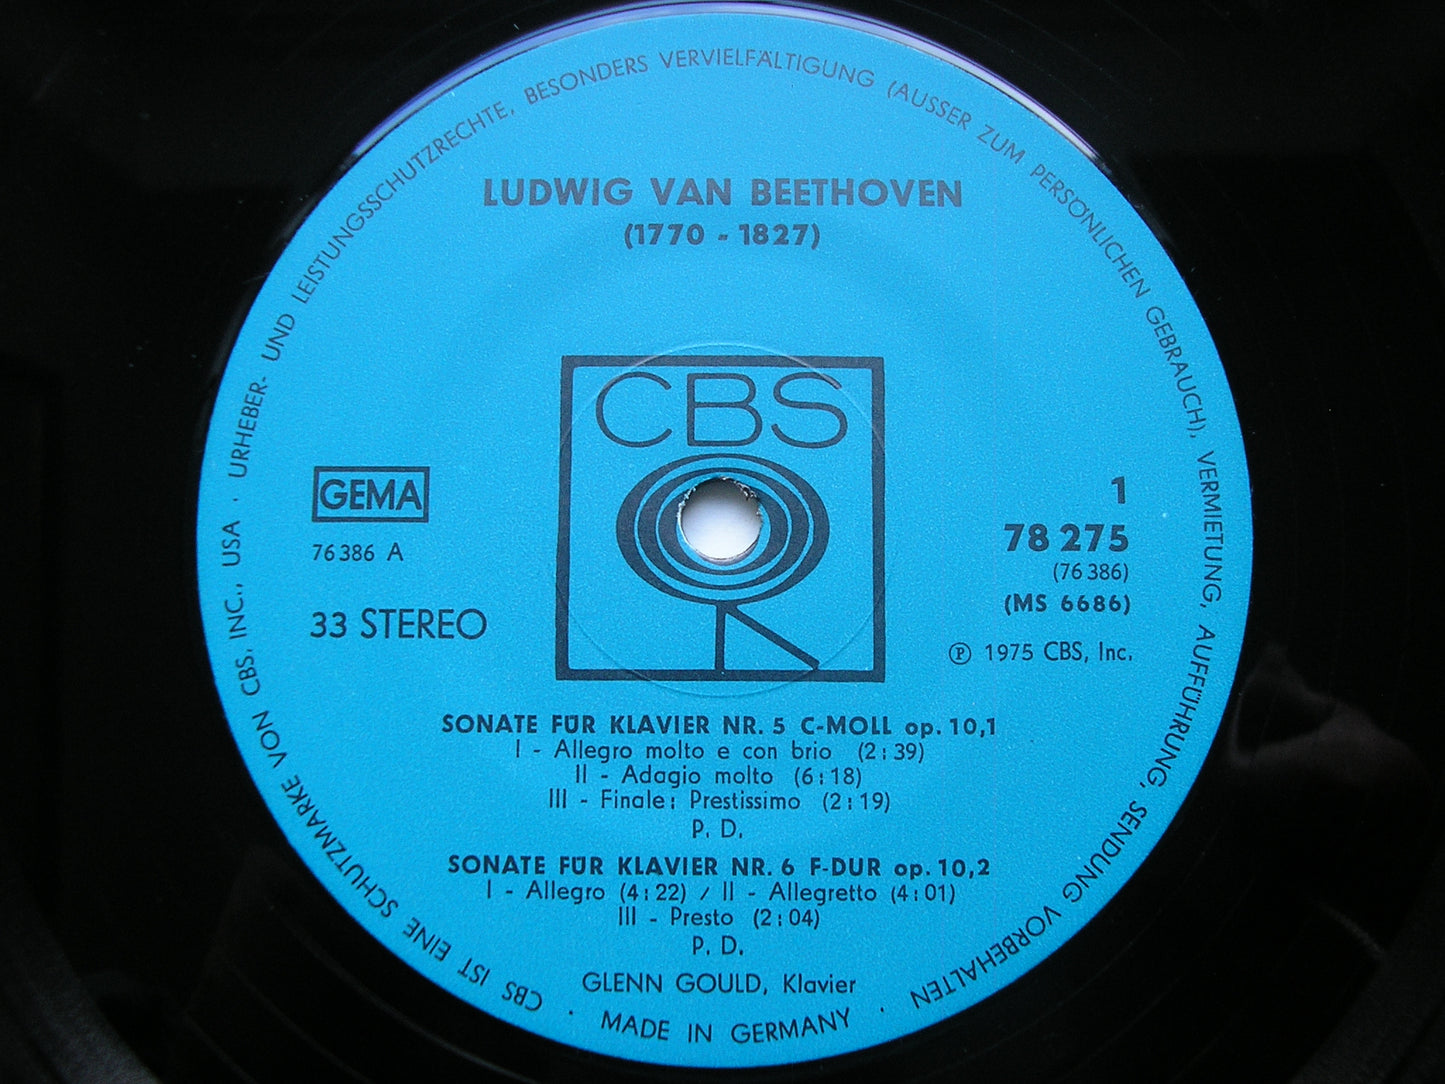 URHEBER- UND LEISTUNGSSCHUTZRECHTE, BESONDERS VERVIELFÄLTIGUNG (AUSSER ZUM PERSÖNLICHEN GEBRAUCH), VERMIETUNG, AUFFÜHRUNG, SENDUNG VORBEHALTEN
LUDWIG VAN BEETHOVEN
(1770 - 1827)
CBS
GEMA
76 386 A
33 STEREO
1
78 275
(76 386)
(MS 6686)
Ⓟ 1975 CBS, Inc.
SONATE FÜR KLAVIER NR. 5 C-MOLL op. 10,1
I - Allegro molto e con brio (2:39)
II - Adagio molto (6:18)
III - Finale: Prestissimo (2:19)
P. D.
SONATE FÜR KLAVIER NR. 6 F-DUR op. 10,2
I - Allegro (4:22) / II - Allegretto (4:01)
III - Presto (2:04)
P. D.
GLENN GOULD, Klavier
CBS IST EINE SCHUTZMARKE VON CBS, INC., USA ·
· MADE IN GERMANY ·